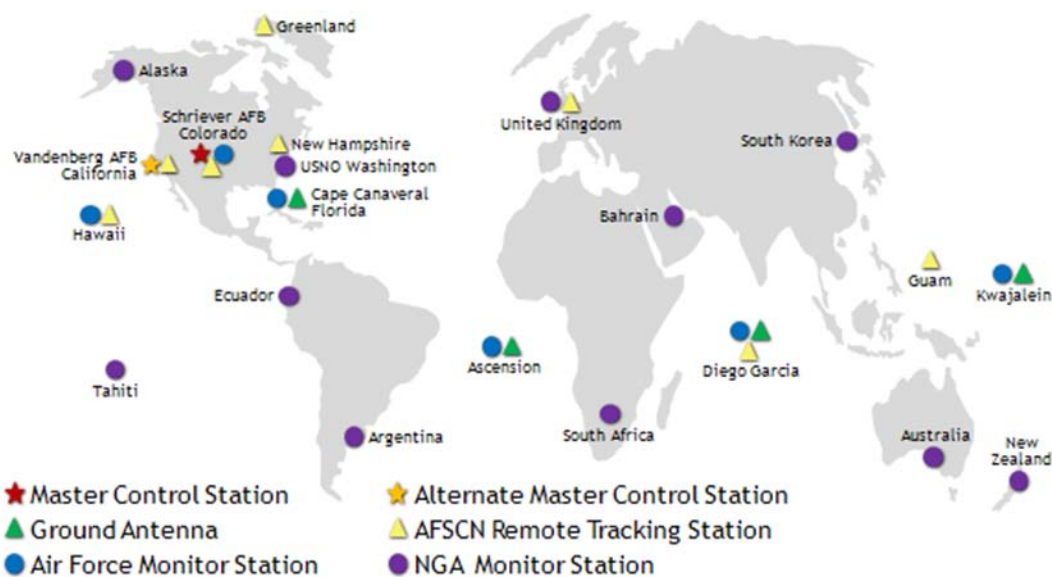 Greenland
Alaska
Schriever AFB
Colorado
United Kingdom
New Hampshire
South Korea
Vandenberg AFB
California
USNO Washington
Cape Canaveral
Florida
Bahrain
Hawaii
Guam
Kwajalein
Ecuador
Ascension
Diego Garcia
Tahiti
Argentina
South Africa
Australia
New
Zealand
Master Control Station
Alternate Master Control Station
Ground Antenna
AFSCN Remote Tracking Station
Air Force Monitor Station
NGA Monitor Station